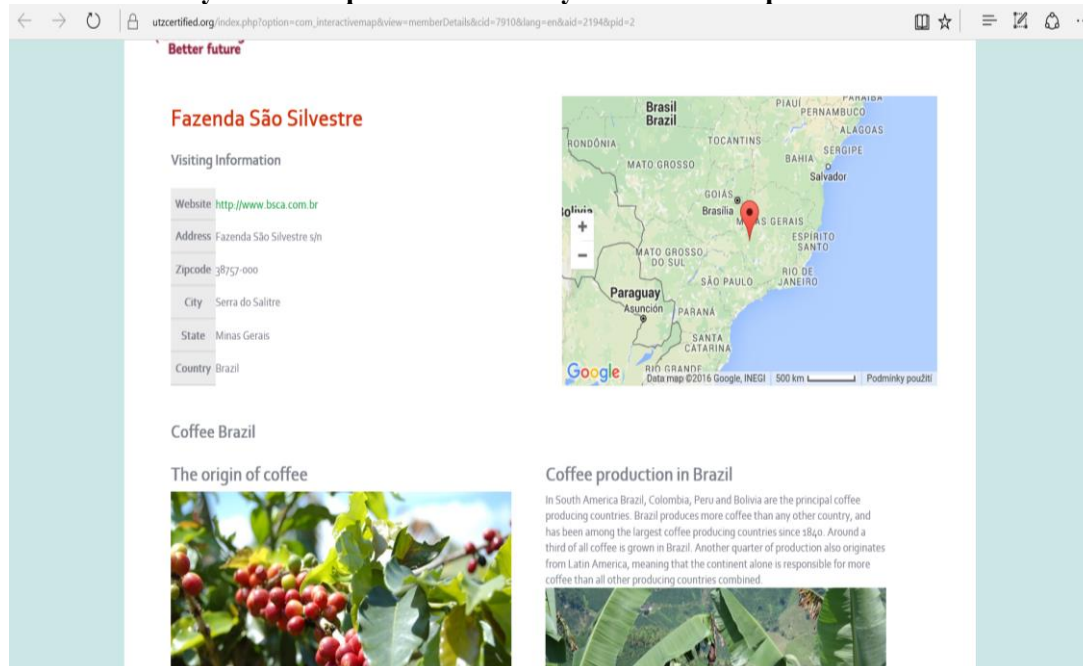 utzcertified.org/index.php?option=com_interactivemap&view=memberDetails&cid=7910&lang=en&aid=2194&pid=2
Better future
Fazenda São Silvestre
Visiting Information
Website http://www.bsca.com.br
Address Fazenda São Silvestre s/n
Zipcode 38757-000
City Serra do Salitre
State Minas Gerais
Country Brazil
Brasil
Brazil
PIAUÍ
PARAÍBA
PERNAMBUCO
ALAGOAS
RONDÔNIA
TOCANTINS
SERGIPE
MATO GROSSO
BAHIA
Salvador
GOIÁS
Bolivia
Brasília
MINAS GERAIS
+
ESPÍRITO
SANTO
−
MATO GROSSO
DO SUL
RIO DE
JANEIRO
SÃO PAULO
Paraguay
Asunción
PARANÁ
SANTA
CATARINA
RIO GRANDE
Google
Data map ©2016 Google, INEGI
500 km
Podmínky použití
Coffee Brazil
The origin of coffee
Coffee production in Brazil
In South America Brazil, Colombia, Peru and Bolivia are the principal coffee
producing countries. Brazil produces more coffee than any other country, and
has been among the largest coffee producing countries since 1840. Around a
third of all coffee is grown in Brazil. Another quarter of production also originates
from Latin America, meaning that the continent alone is responsible for more
coffee than all other producing countries combined.